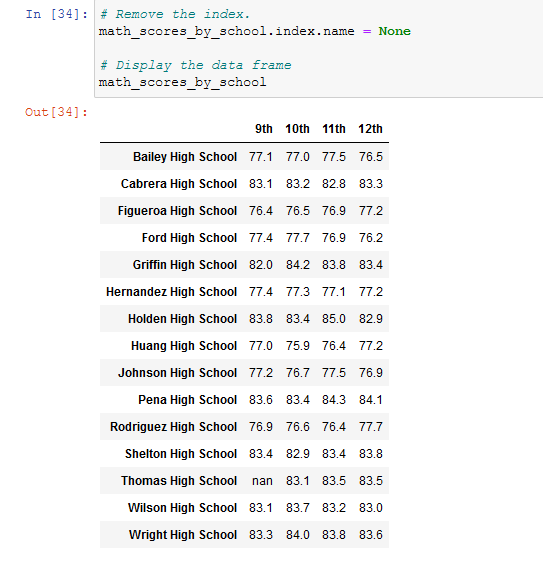 In [34]: # Remove the index.
math_scores_by_school.index.name = None
# Display the data frame
math_scores_by_school
Out[34]:
9th 10th 11th 12th
Bailey High School 77.1 77.0 77.5 76.5
Cabrera High School 83.1 83.2 82.8 83.3
Figueroa High School 76.4 76.5 76.9 77.2
Ford High School 77.4 77.7 76.9 76.2
Griffin High School 82.0 84.2 83.8 83.4
Hernandez High School 77.4 77.3 77.1 77.2
Holden High School 83.8 83.4 85.0 82.9
Huang High School 77.0 75.9 76.4 77.2
Johnson High School 77.2 76.7 77.5 76.9
Pena High School 83.6 83.4 84.3 84.1
Rodriguez High School 76.9 76.6 76.4 77.7
Shelton High School 83.4 82.9 83.4 83.8
Thomas High School nan 83.1 83.5 83.5
Wilson High School 83.1 83.7 83.2 83.0
Wright High School 83.3 84.0 83.8 83.6